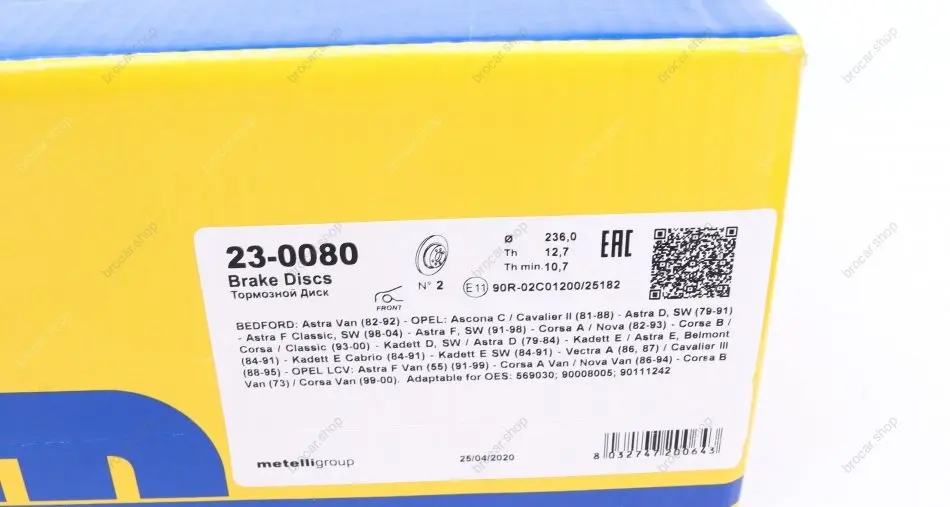 23-0080
Brake Discs
Тормозной Диск
FRONT
N° 2
ø 236,0
Th 12,7
Th min. 10,7
EAC
E11 90R-02C01200/25182
BEDFORD: Astra Van (82-92) - OPEL: Ascona C / Cavalier II (81-88) - Astra D, SW (79-91)
- Astra F Classic, SW (98-04) - Astra F, SW (91-98) - Corsa A / Nova (82-93) - Corsa B /
Corsa / Classic (93-00) - Kadett D, SW / Astra D (79-84) - Kadett E / Astra E, Belmont
(84-91) - Kadett E Cabrio (84-91) - Kadett E SW (84-91) - Vectra A (86, 87) / Cavalier III
(88-95) - OPEL LCV: Astra F Van (55) (91-99) - Corsa A Van / Nova Van (86-94) - Corsa B
Van (73) / Corsa Van (99-00). Adaptable for OES: 569030; 90008005; 90111242
metelligroup
25/04/2020
8 032747 200643
brocar.shop